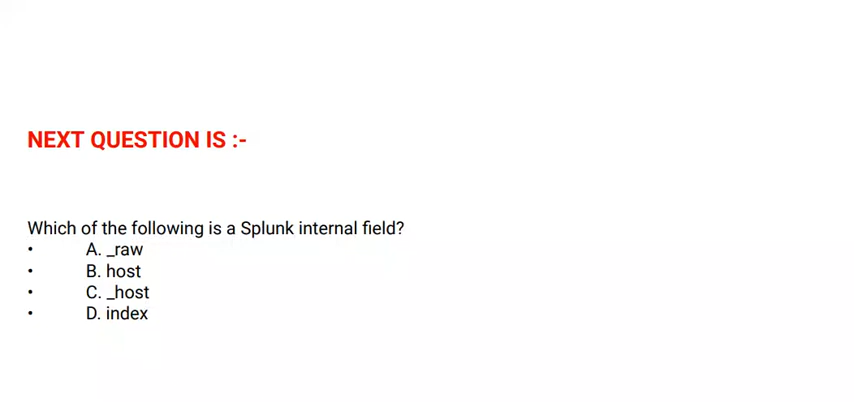 NEXT QUESTION IS :-
Which of the following is a Splunk internal field?
• A. _raw
• B. host
• C. _host
• D. index